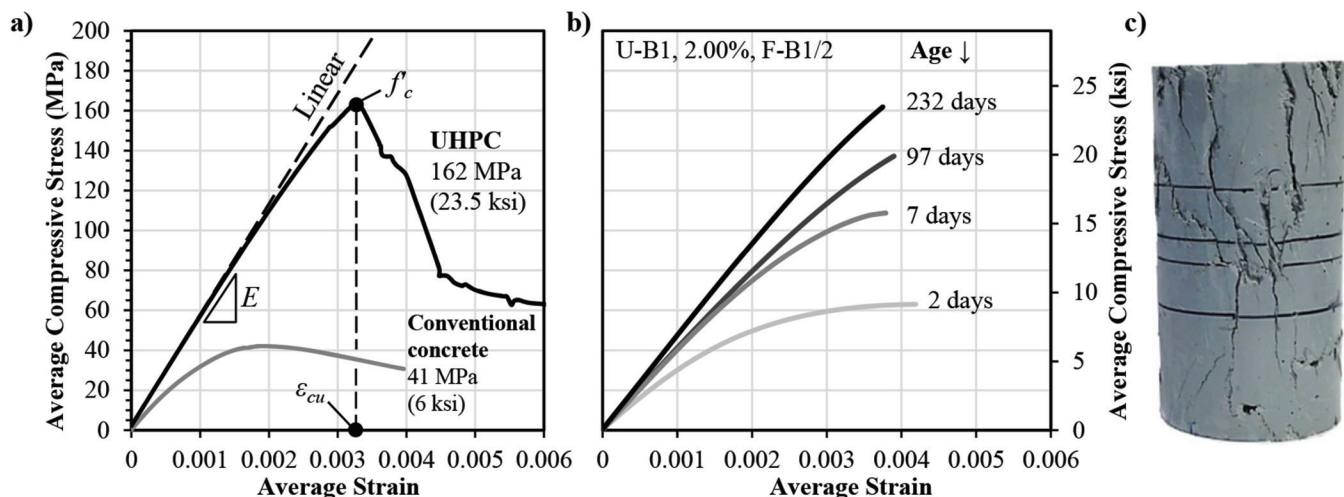 a)
Average Compressive Stress (MPa)
200
180
160
140
120
100
80
60
40
20
0
Linear
f'c
UHPC
162 MPa
(23.5 ksi)
E
Conventional
concrete
41 MPa
(6 ksi)
εcu
0 0.001 0.002 0.003 0.004 0.005 0.006
Average Strain
b)
U-B1, 2.00%, F-B1/2
Age ↓
232 days
97 days
7 days
2 days
25
20
15
10
5
0
Average Compressive Stress (ksi)
0 0.001 0.002 0.003 0.004 0.005 0.006
Average Strain
c)